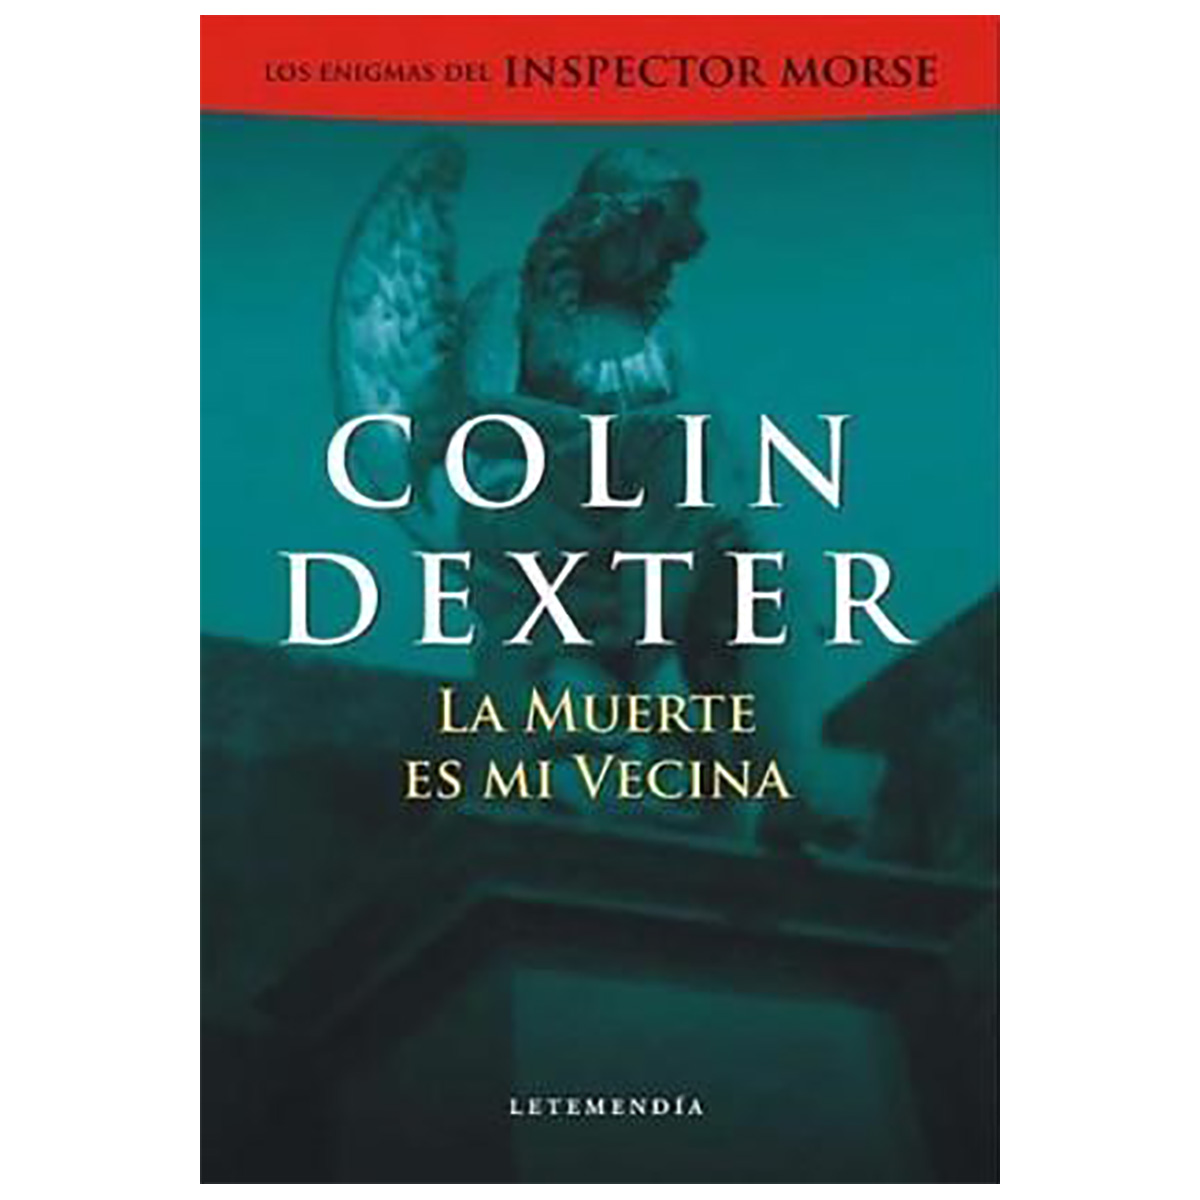 LOS ENIGMAS DEL INSPECTOR MORSE
COLIN
DEXTER
LA MUERTE
ES MI VECINA
LETEMENDÍA